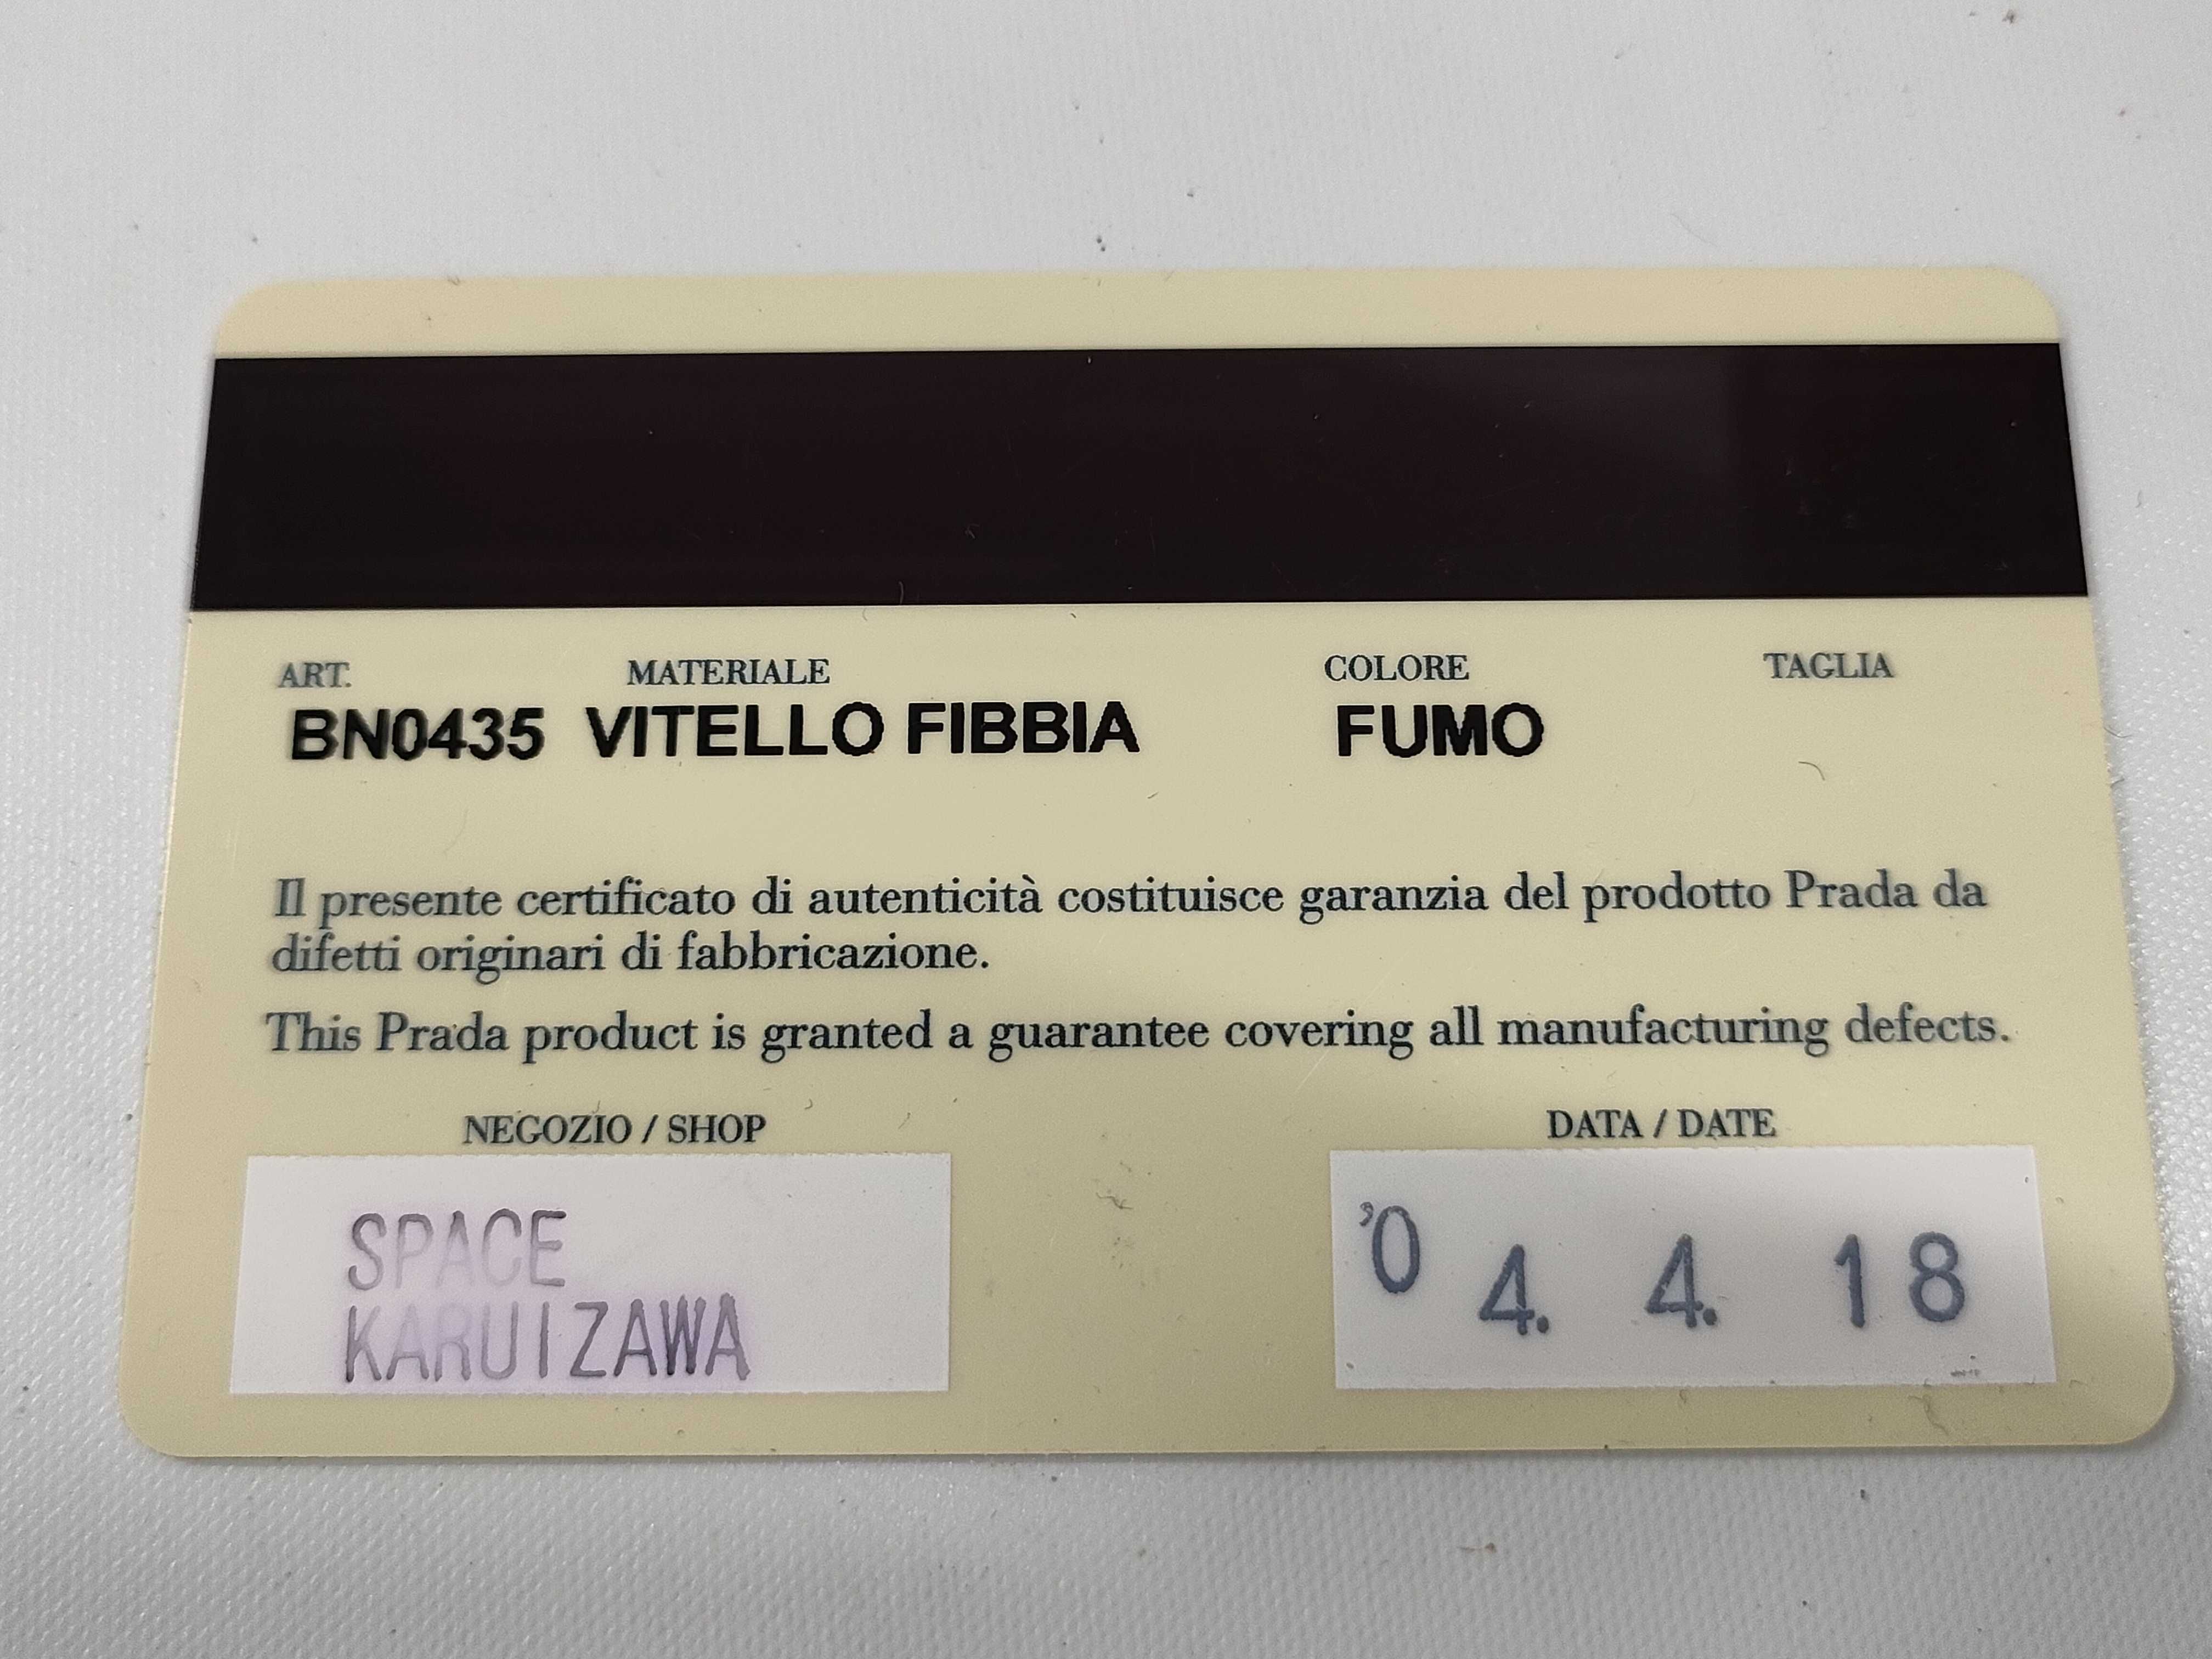 ART. MATERIALE COLORE TAGLIA
BN0435 VITELLO FIBBIA FUMO
Il presente certificato di autenticità costituisce garanzia del prodotto Prada da
difetti originari di fabbricazione.
This Prada product is granted a guarantee covering all manufacturing defects.
NEGOZIO / SHOP DATA / DATE
SPACE
KARUIZAWA
'0 4. 4. 18